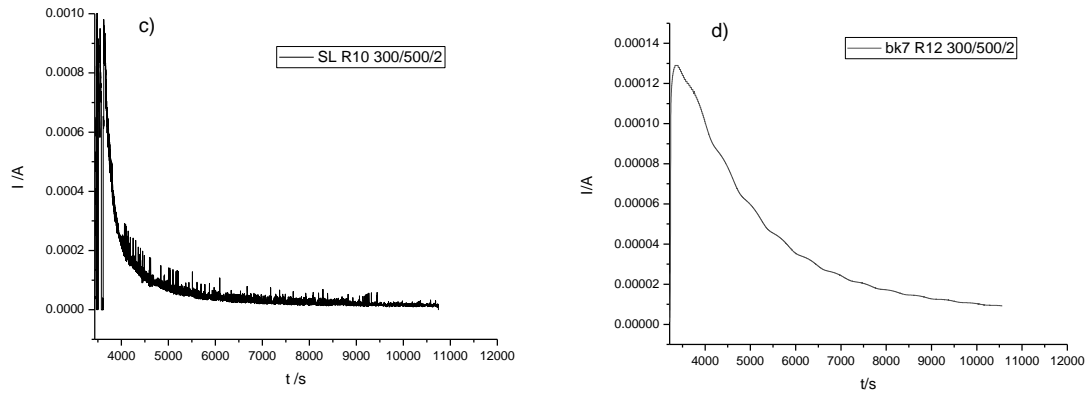 c)
SL R10 300/500/2
0.0010
0.0008
0.0006
0.0004
0.0002
0.0000
I /A
4000 5000 6000 7000 8000 9000 10000 11000 12000
t /s
d)
bk7 R12 300/500/2
0.00014
0.00012
0.00010
0.00008
0.00006
0.00004
0.00002
0.00000
I/A
4000 5000 6000 7000 8000 9000 10000 11000 12000
t/s